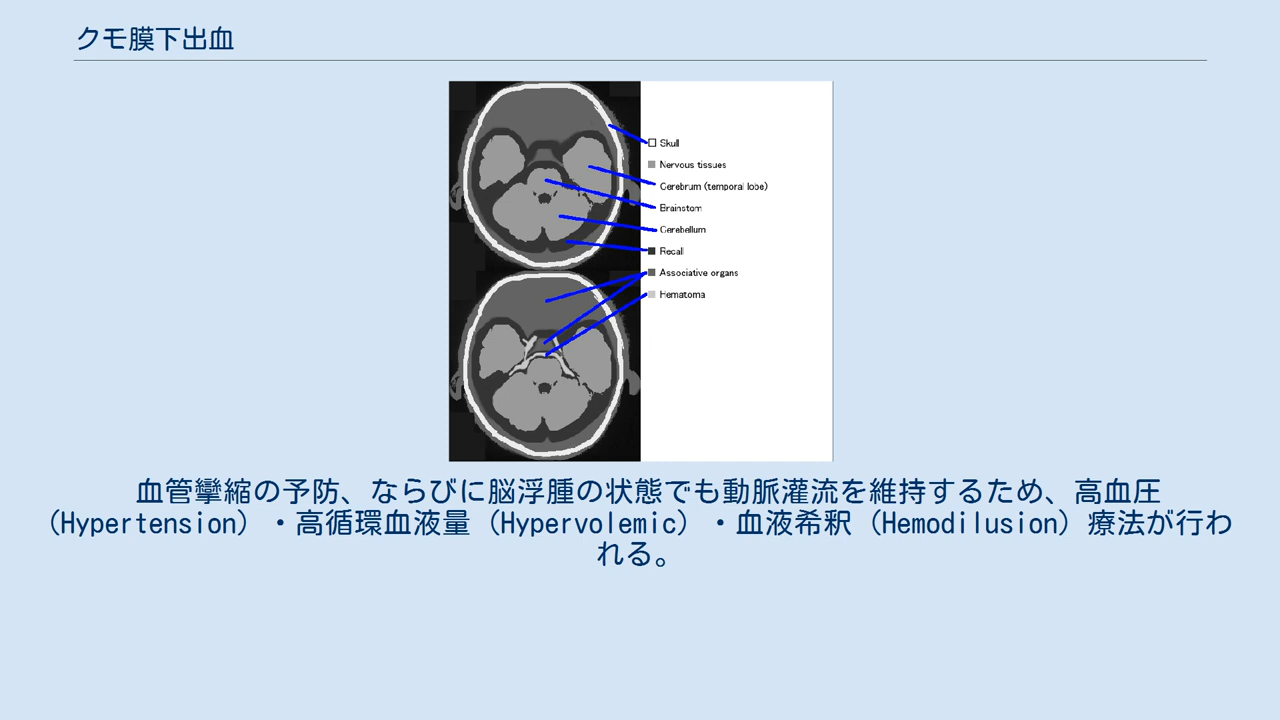 クモ膜下出血
Skull
Nervous tissues
Cerebrum (temporal lobe)
Brainstom
Cerebellum
Recall
Associative organs
Hematoma
血管攣縮の予防、ならびに脳浮腫の状態でも動脈灌流を維持するため、高血圧
（Hypertension）・高循環血液量（Hypervolemic）・血液希釈（Hemodilusion）療法が行わ
れる。